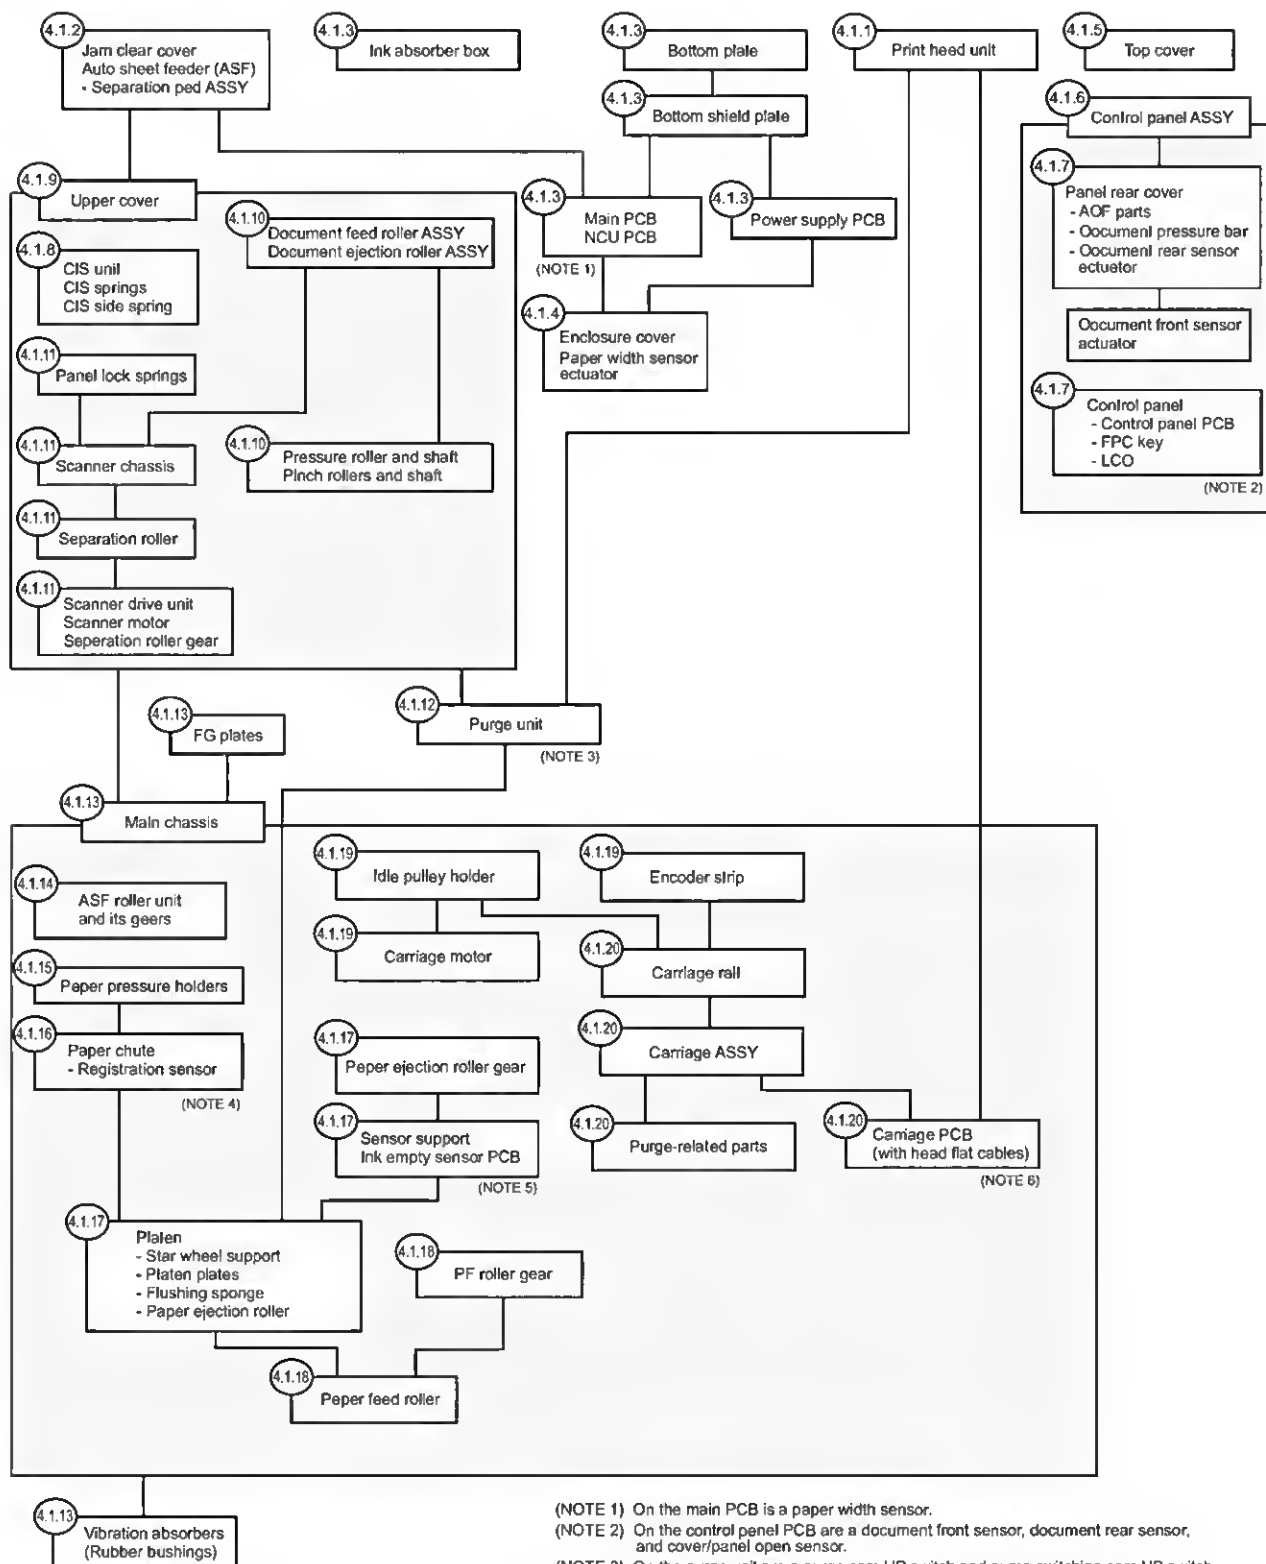 4.1.2
Jam clear cover
Auto sheet feeder (ASF)
- Separation ped ASSY
4.1.3
Ink absorber box
4.1.3
Bottom plate
4.1.3
Bottom shield plate
4.1.1
Print heed unit
4.1.5
Top cover
4.1.6
Control panel ASSY
4.1.7
Panel rear cover
- AOF parts
- Oocument pressure bar
- Oocument rear sensor
ectuetor
Oocument front sensor
actuator
4.1.7
Control panel
- Control panel PCB
- FPC key
- LCO
(NOTE 2)
4.1.9
Upper cover
4.1.8
CIS unil
CIS springs
CIS side spring
4.1.10
Document feed roller ASSY
Document ejection roller ASSY
4.1.3
Main PCB
NCU PCB
(NOTE 1)
4.1.3
Power supply PCB
4.1.4
Enclosure cover
Paper width sensor
ectuator
4.1.11
Panel lock springs
4.1.11
Scanner chassis
4.1.10
Pressure roller and shaft
Plnch rollers and shaft
4.1.11
Separation roller
4.1.11
Scanner drive unit
Scanner motor
Seperation roller gear
4.1.13
FG plates
4.1.12
Purge unit
(NOTE 3)
4.1.13
Main chassis
4.1.14
ASF roller unit
and its geers
4.1.15
Peper pressure holders
4.1.16
Paper chute
- Registration sensor
(NOTE 4)
4.1.19
Idle pulley holder
4.1.19
Carriage motor
4.1.19
Encoder slrip
4.1.20
Carrlage rall
4.1.20
Carriage ASSY
4.1.20
Purge-related parts
4.1.20
Carriage PCB
(with head flat cables)
(NOTE 6)
4.1.17
Peper ejection roller gear
4.1.17
Sensor support
Ink empty sensor PCB
(NOTE 5)
4.1.17
Platen
- Star wheel support
- Platen plates
- Flushing sponge
- Paper ejection roller
4.1.18
PF roller gear
4.1.18
Peper feed roller
4.1.13
Vibration absorbers
(Rubber bushings)
(NOTE 1) On the main PCB is a paper width sensor.
(NOTE 2) On the control panel PCB are a document front sensor, document rear sensor,
and cover/panel open sensor.